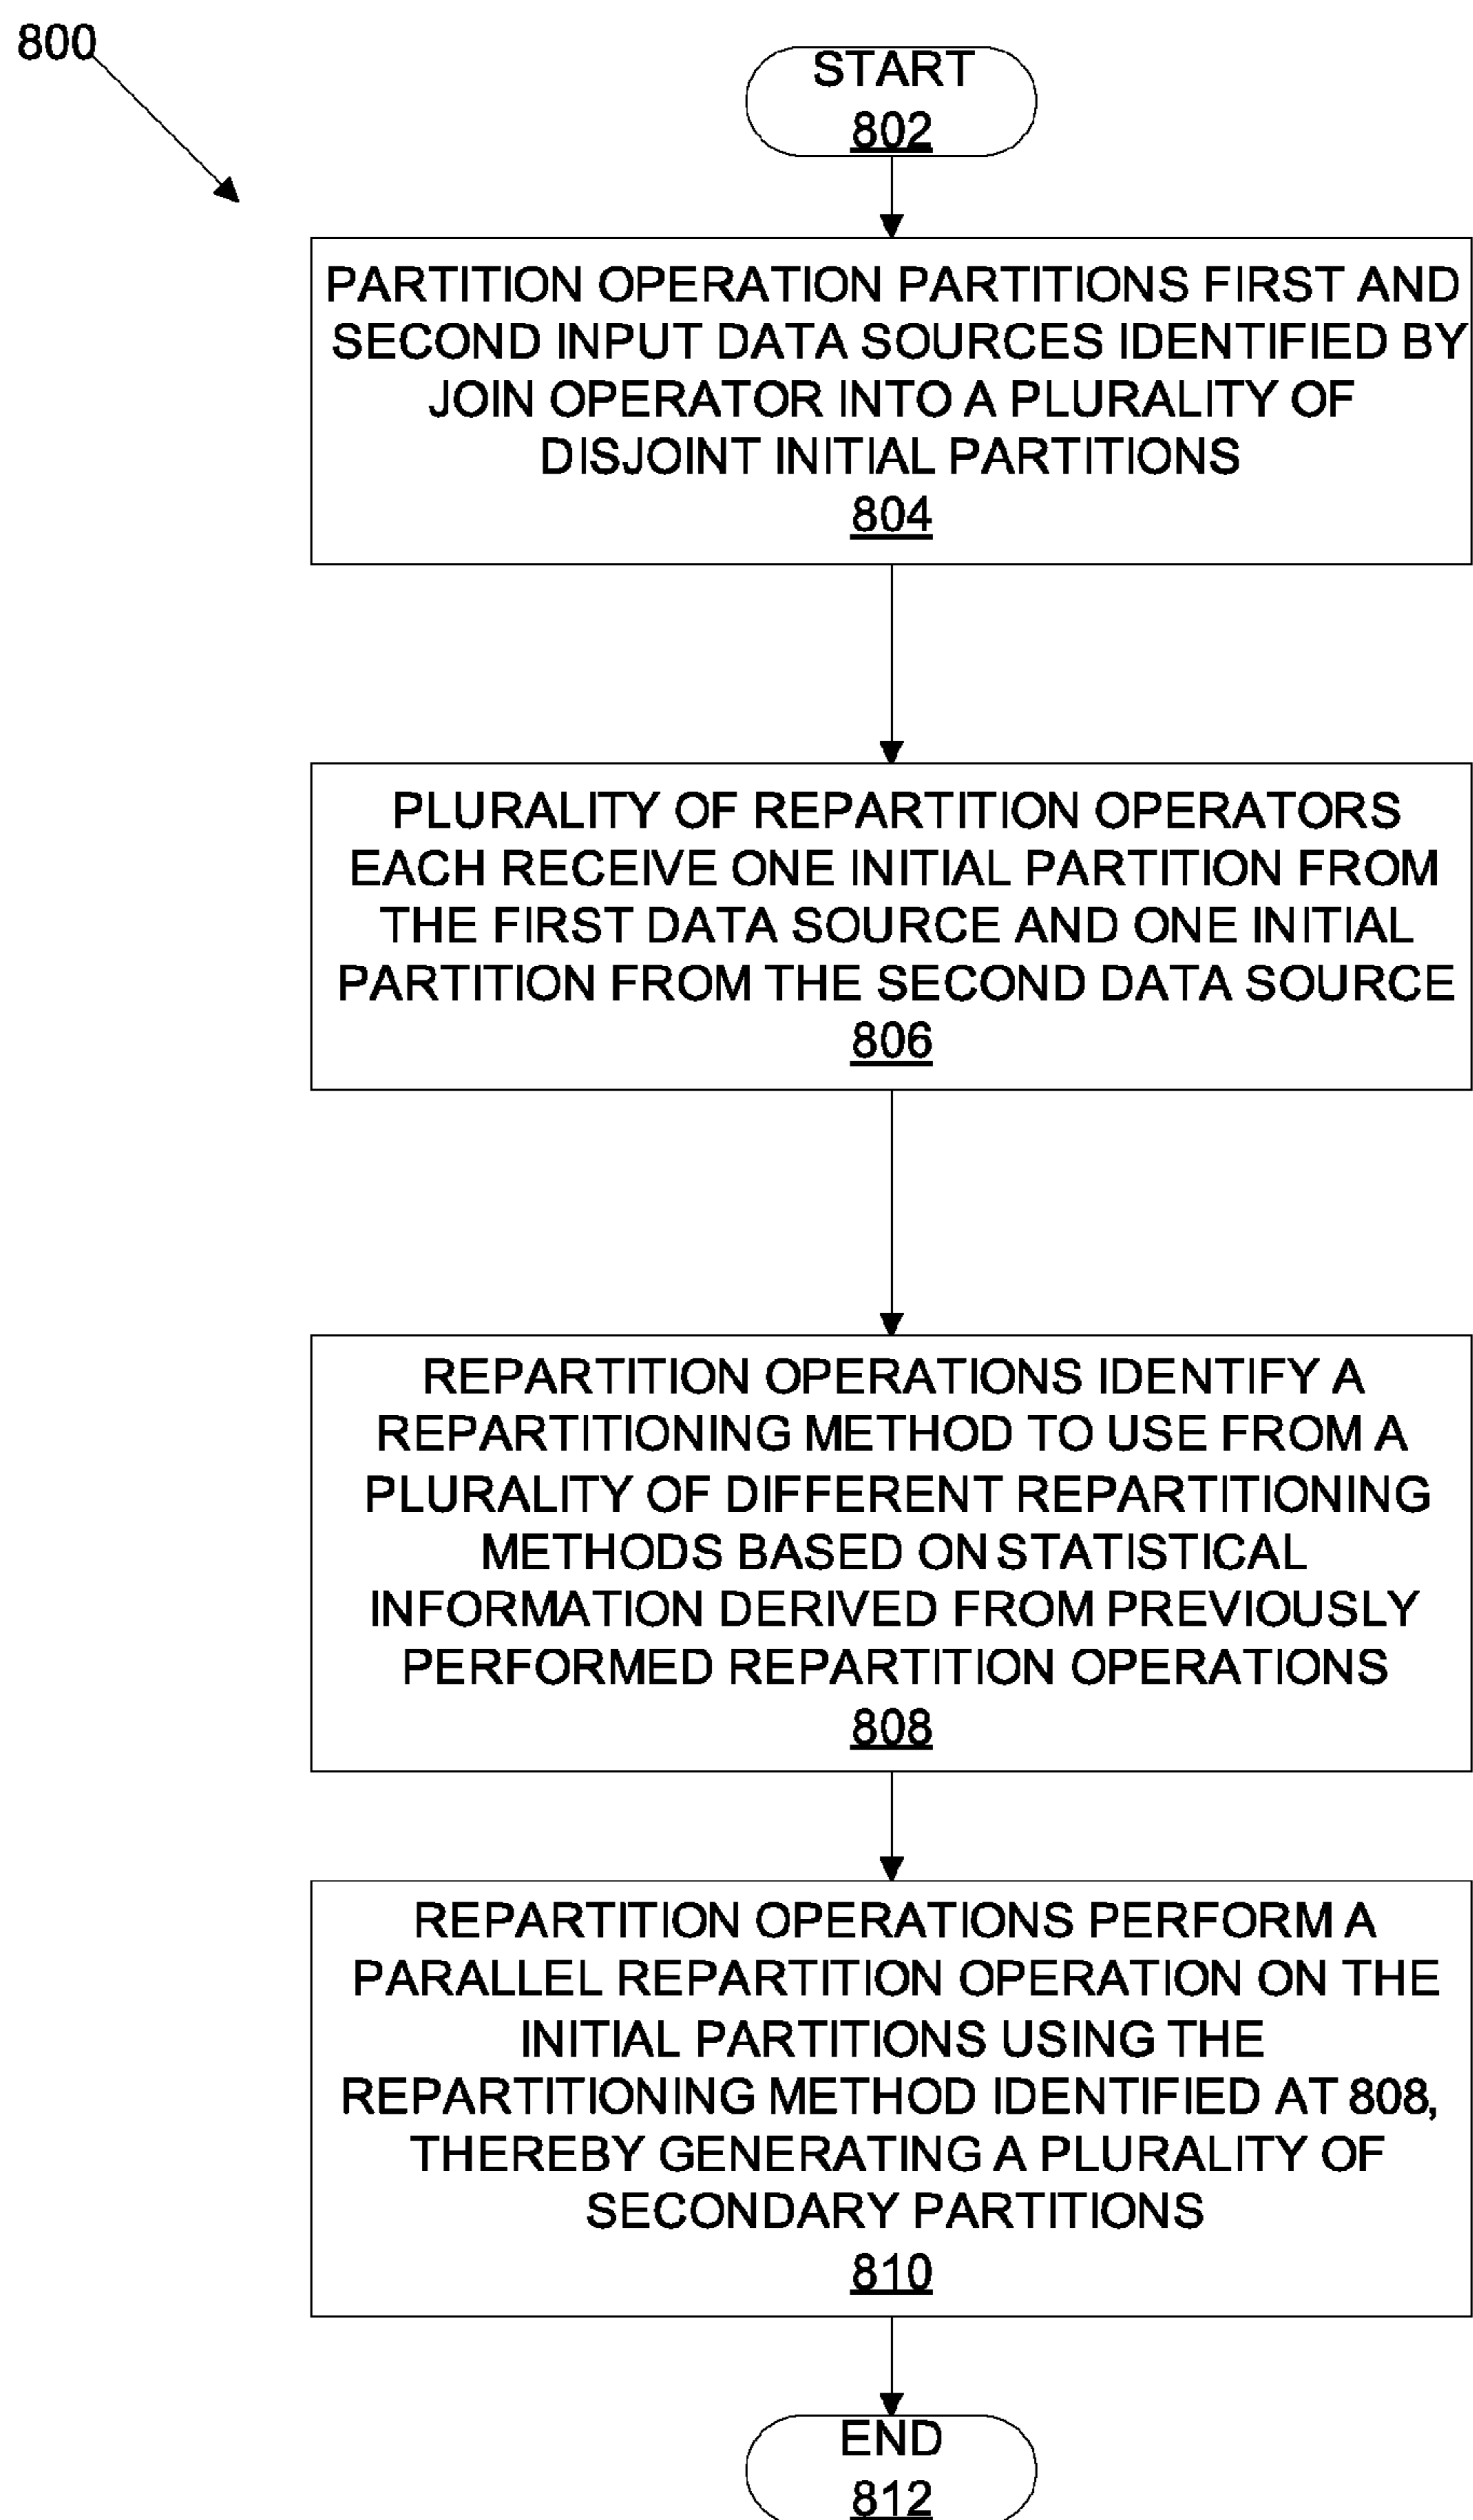 800
START
802
PARTITION OPERATION PARTITIONS FIRST AND
SECOND INPUT DATA SOURCES IDENTIFIED BY
JOIN OPERATOR INTO A PLURALITY OF
DISJOINT INITIAL PARTITIONS
804
PLURALITY OF REPARTITION OPERATORS
EACH RECEIVE ONE INITIAL PARTITION FROM
THE FIRST DATA SOURCE AND ONE INITIAL
PARTITION FROM THE SECOND DATA SOURCE
806
REPARTITION OPERATIONS IDENTIFY A
REPARTITIONING METHOD TO USE FROM A
PLURALITY OF DIFFERENT REPARTITIONING
METHODS BASED ON STATISTICAL
INFORMATION DERIVED FROM PREVIOUSLY
PERFORMED REPARTITION OPERATIONS
808
REPARTITION OPERATIONS PERFORM A
PARALLEL REPARTITION OPERATION ON THE
INITIAL PARTITIONS USING THE
REPARTITIONING METHOD IDENTIFIED AT 808,
THEREBY GENERATING A PLURALITY OF
SECONDARY PARTITIONS
810
END
812